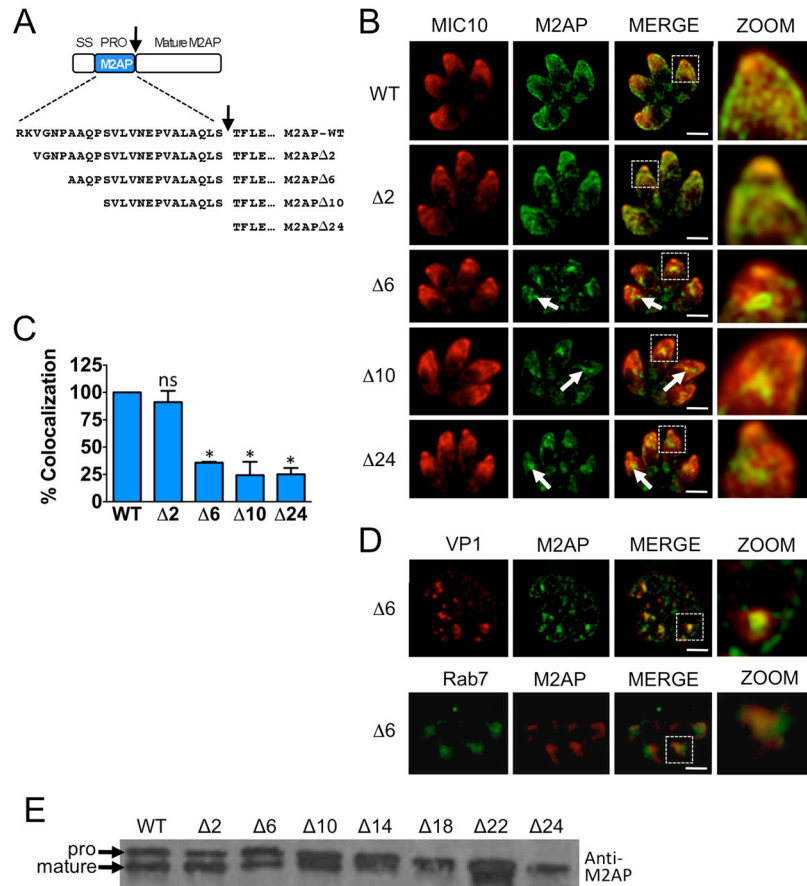 A
SS PRO Mature M2AP
M2AP
RKVGNPAAQPSVLVNEPVALAQLS TFLE… M2AP-WT
VGNPAAQPSVLVNEPVALAQLS TFLE… M2APΔ2
AAQPSVLVNEPVALAQLS TFLE… M2APΔ6
SVLVNEPVALAQLS TFLE… M2APΔ10
TFLE… M2APΔ24
B
MIC10 M2AP MERGE ZOOM
WT
Δ2
Δ6
Δ10
Δ24
C
% Colocalization
125
100
75
50
25
ns
* * *
WT Δ2 Δ6 Δ10 Δ24
D
VP1 M2AP MERGE ZOOM
Δ6
Rab7 M2AP MERGE ZOOM
Δ6
E
WT Δ2 Δ6 Δ10 Δ14 Δ18 Δ22 Δ24
pro
mature
Anti-
M2AP